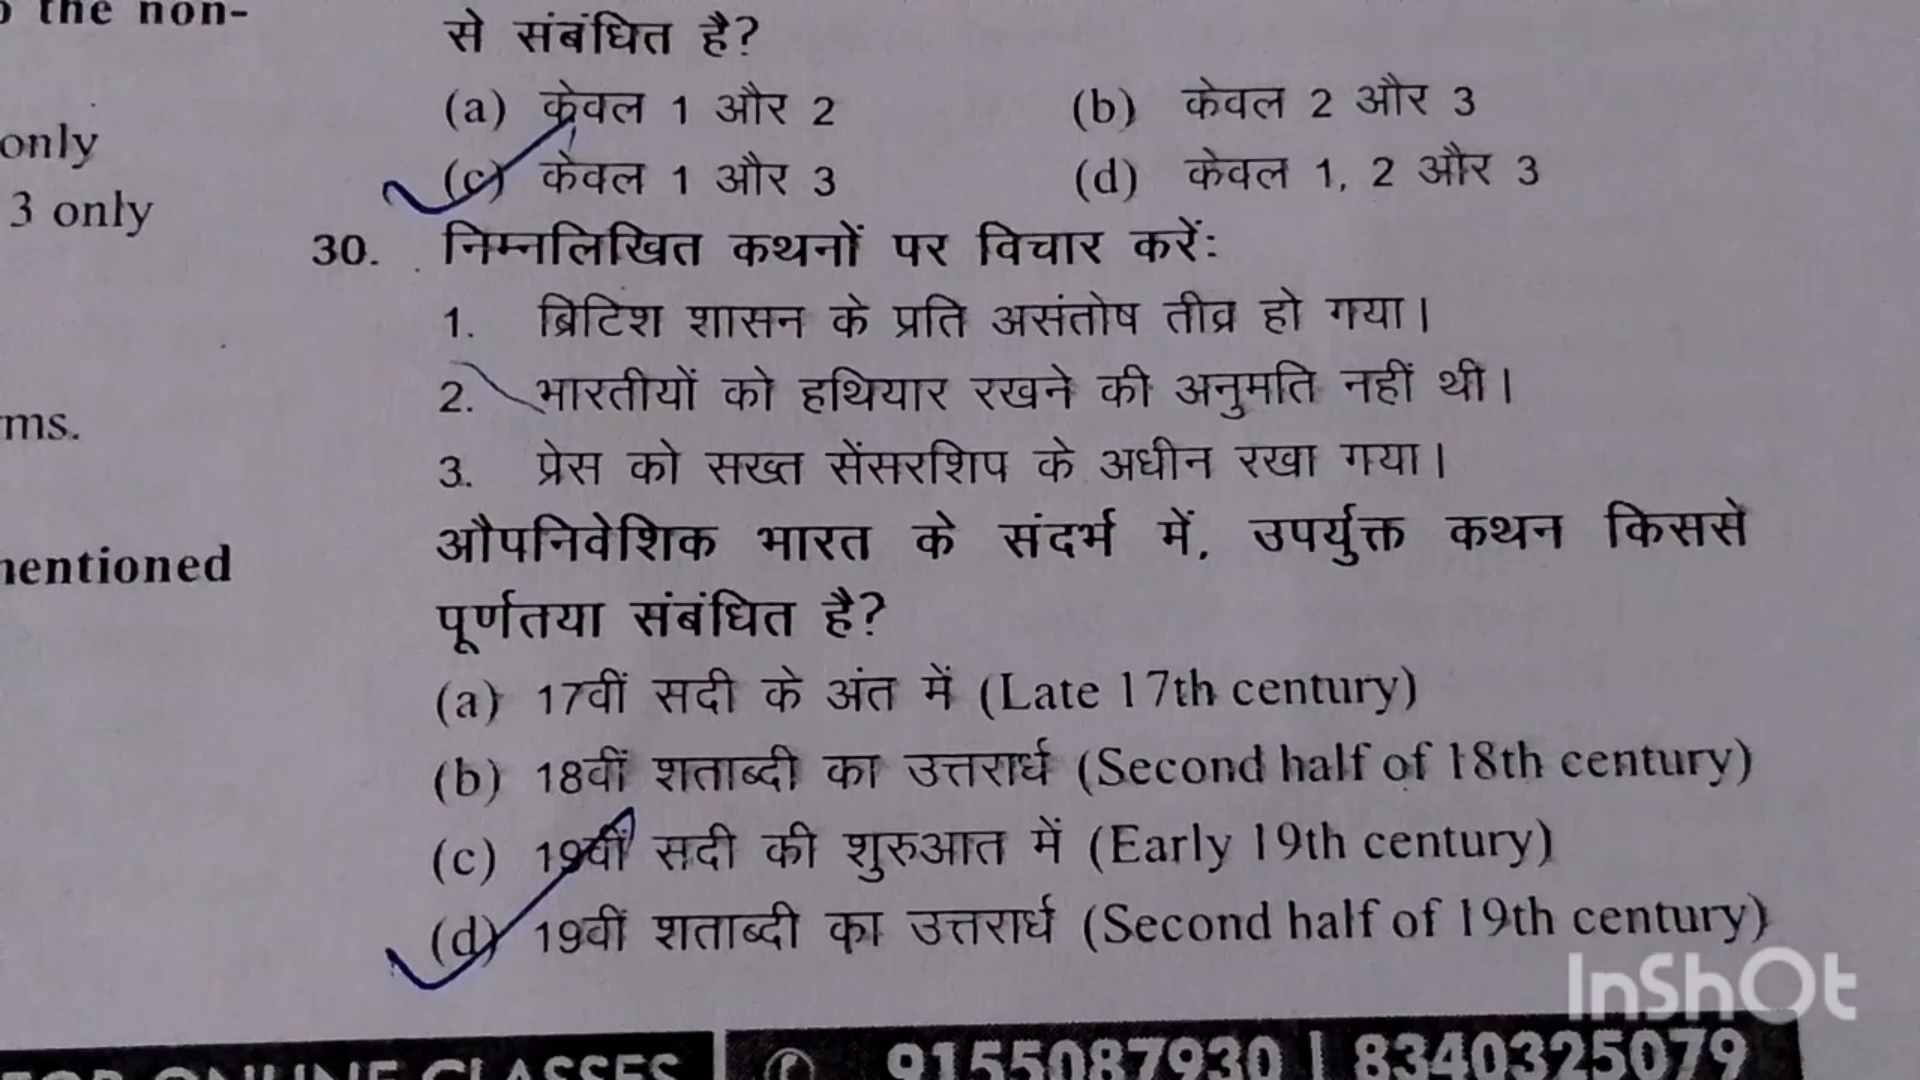 the non-
से संबंधित है?
(a) केवल 1 और 2 (b) केवल 2 और 3
only
(c) केवल 1 और 3 (d) केवल 1, 2 और 3
3 only
30. निम्नलिखित कथनों पर विचार करेंः
1. ब्रिटिश शासन के प्रति असंतोष तीव्र हो गया।
2. भारतीयों को हथियार रखने की अनुमति नहीं थी।
ms.
3. प्रेस को सख्त सेंसरशिप के अधीन रखा गया।
औपनिवेशिक भारत के संदर्भ में, उपर्युक्त कथन किससे
mentioned
पूर्णतया संबंधित है?
(a) 17वीं सदी के अंत में (Late 17th century)
(b) 18वीं शताब्दी का उत्तरार्ध (Second half of 18th century)
(c) 19वीं सदी की शुरुआत में (Early 19th century)
(d) 19वीं शताब्दी का उत्तरार्ध (Second half of 19th century)
InShOt
FOR ONLINE CLASSES 9155087930 | 8340325079